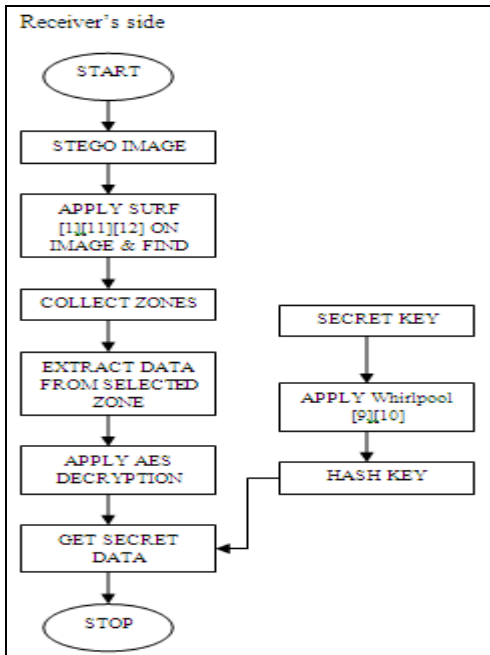 Receiver's side
START
STEGO IMAGE
APPLY SURF
[1][11][12] ON
IMAGE & FIND
COLLECT ZONES
EXTRACT DATA
FROM SELECTED
ZONE
APPLY AES
DECRYPTION
GET SECRET
DATA
STOP
SECRET KEY
APPLY Whirlpool
[9][10]
HASH KEY